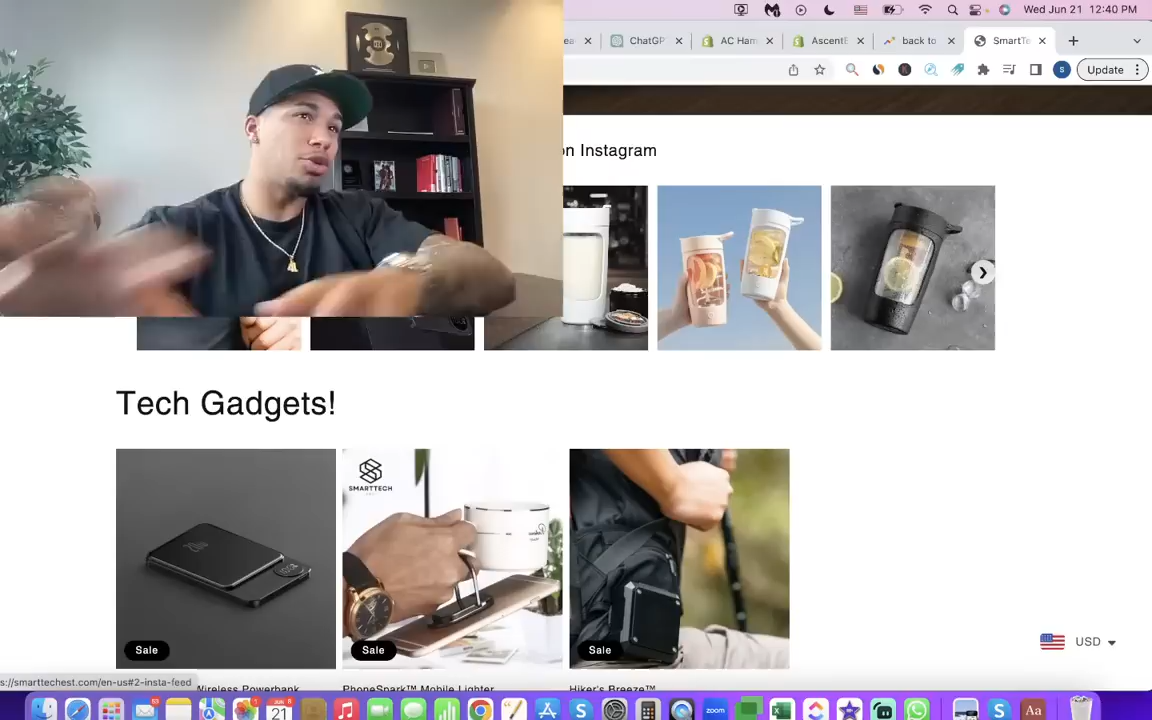 Wed Jun 21 12:40 PM
ChatGP
AC Ham
AscentE
back to
SmartTe
Update
on Instagram
Tech Gadgets!
SMARTTECH
Sale
Sale
Sale
USD
s://smarttechest.com/en-us#2-insta-feed
Wireless Powerbank
PhoneSpark™ Mobile Lighter
Hiker's Breeze™
21
zoom
Aa